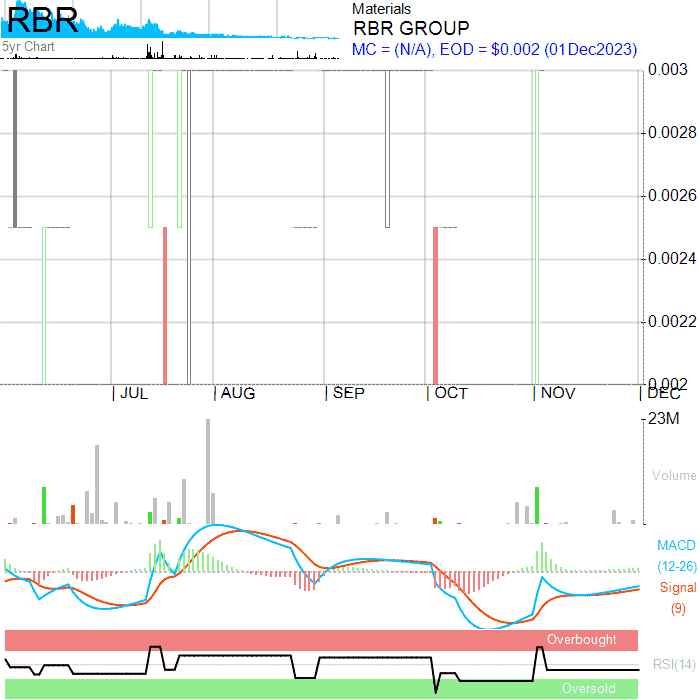 RBR
5yr Chart
Materials
RBR GROUP
MC = (N/A), EOD = $0.002 (01Dec2023)
0.003
0.0028
0.0026
0.0024
0.0022
0.002
JUL
AUG
SEP
OCT
NOV
DEC
23M
Volume
MACD
(12-26)
Signal
(9)
Overbought
RSI(14)
Oversold